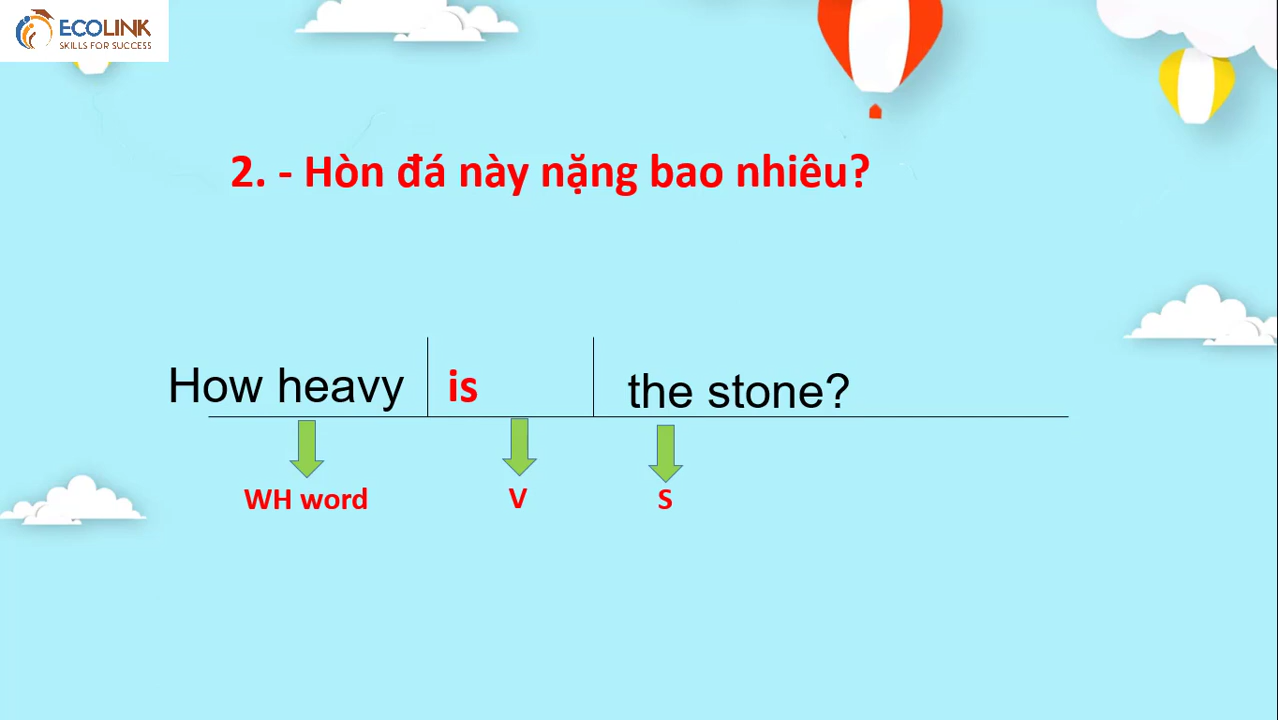 ECOLINK
SKILLS FOR SUCCESS
2. - Hòn đá này nặng bao nhiêu?
How heavy is the stone?
WH word V S